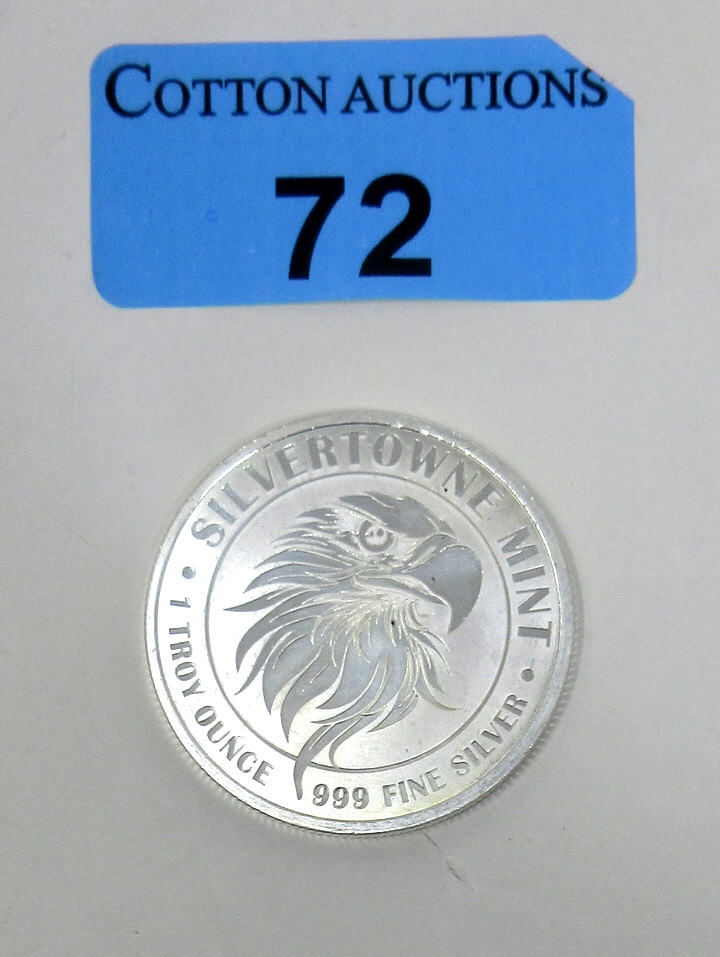 COTTON AUCTIONS
72
SILVERTOWNE MINT
1 TROY OUNCE
999 FINE SILVER